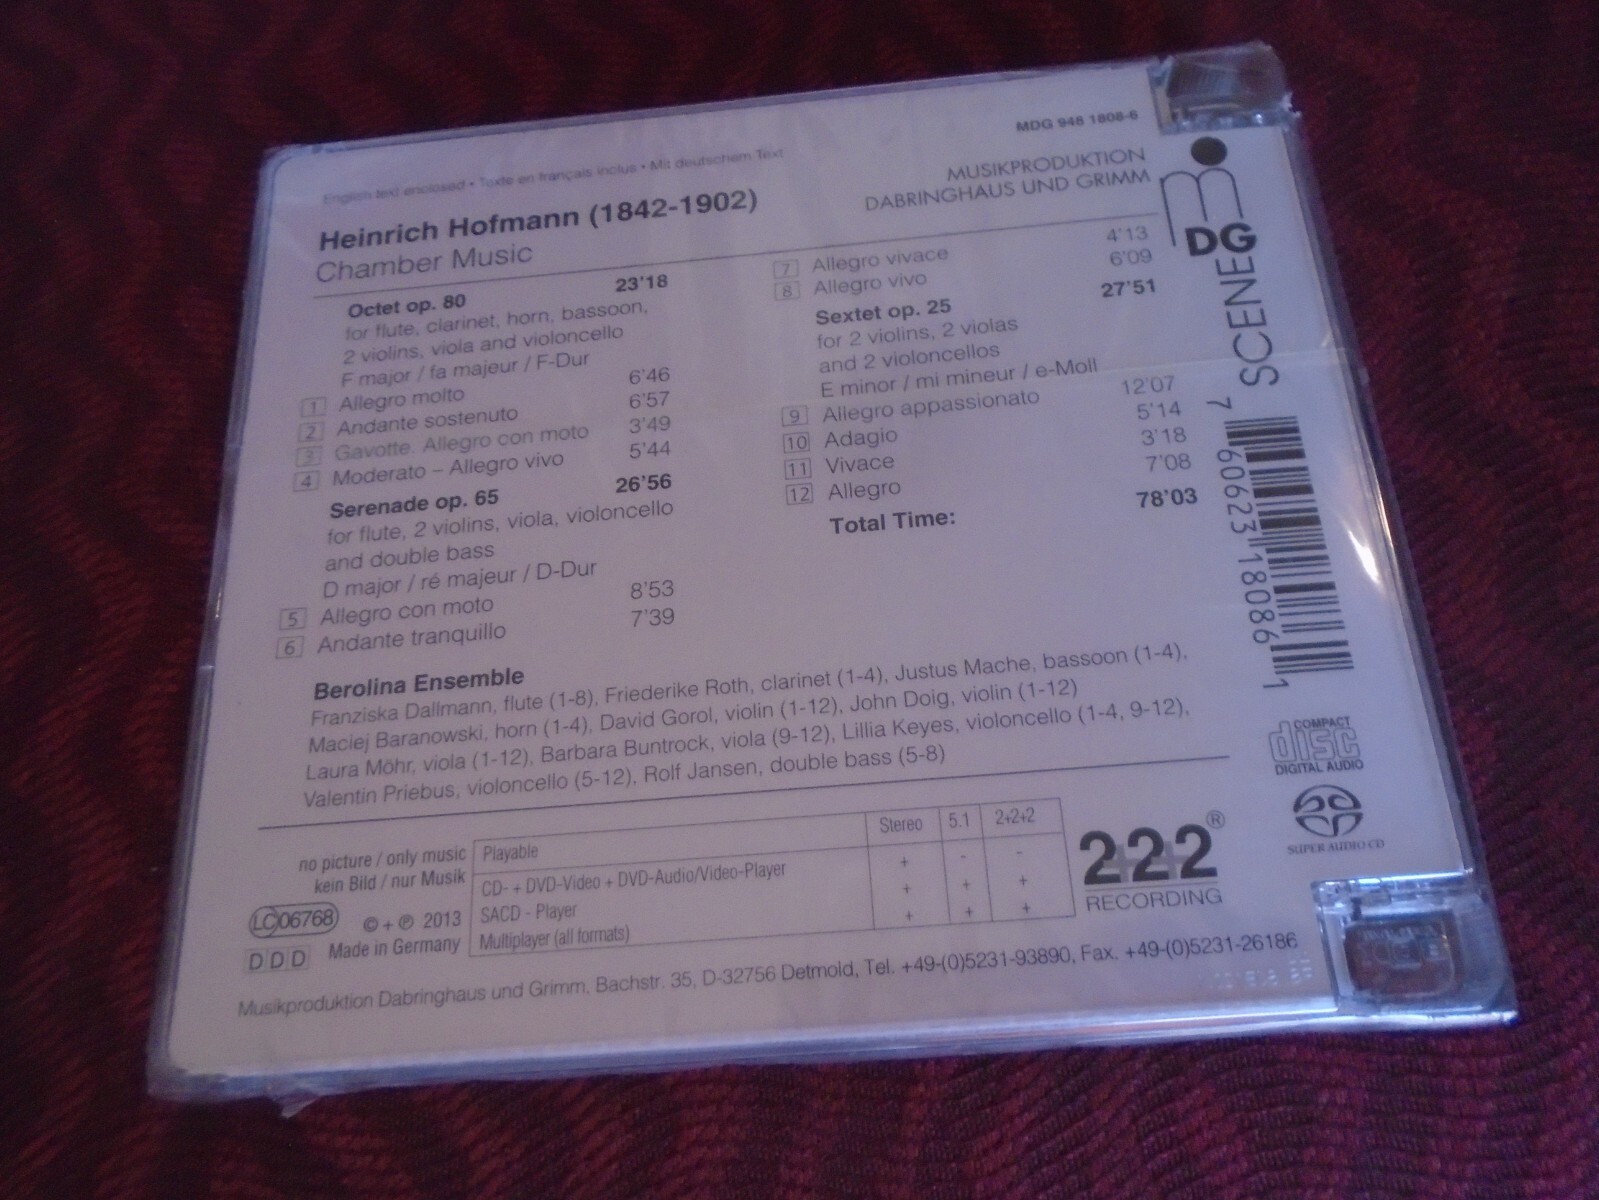 MDG 948 1808-6
English text enclosed • Texte en français inclus • Mit deutschem Text
MUSIKPRODUKTION
DABRINGHAUS UND GRIMM
DG
SCENE
Heinrich Hofmann (1842-1902)
Chamber Music
Octet op. 80 23'18
for flute, clarinet, horn, bassoon,
2 violins, viola and violoncello
F major / fa majeur / F-Dur
1 Allegro molto 6'46
2 Andante sostenuto 6'57
3 Gavotte. Allegro con moto 3'49
4 Moderato – Allegro vivo 5'44
Serenade op. 65 26'56
for flute, 2 violins, viola, violoncello
and double bass
D major / ré majeur / D-Dur
5 Allegro con moto 8'53
6 Andante tranquillo 7'39
7 Allegro vivace 4'13
8 Allegro vivo 6'09
Sextet op. 25 27'51
for 2 violins, 2 violas
and 2 violoncellos
E minor / mi mineur / e-Moll
9 Allegro appassionato 12'07
10 Adagio 5'14
11 Vivace 3'18
12 Allegro 7'08
Total Time: 78'03
7 60623 18086 1
Berolina Ensemble
Franziska Dallmann, flute (1-8), Friederike Roth, clarinet (1-4), Justus Mache, bassoon (1-4),
Maciej Baranowski, horn (1-4), David Gorol, violin (1-12), John Doig, violin (1-12)
Laura Möhr, viola (1-12), Barbara Buntrock, viola (9-12), Lillia Keyes, violoncello (1-4, 9-12),
Valentin Priebus, violoncello (5-12), Rolf Jansen, double bass (5-8)
COMPACT
disc
DIGITAL AUDIO
SUPER AUDIO CD
no picture / only music
kein Bild / nur Musik
LC 06768
© + ℗ 2013
DDD
Made in Germany
Playable Stereo 5.1 2+2+2
CD- + DVD-Video + DVD-Audio/Video-Player + - -
SACD - Player + + +
Multiplayer (all formats) + + +
2+2+2®
RECORDING
Musikproduktion Dabringhaus und Grimm, Bachstr. 35, D-32756 Detmold, Tel. +49-(0)5231-93890, Fax. +49-(0)5231-26186